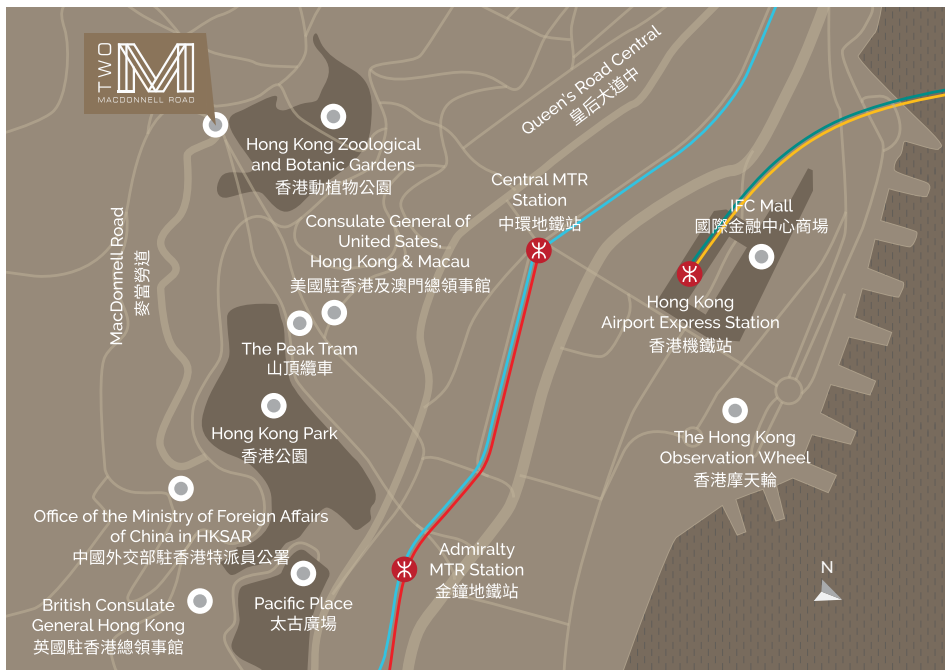 TWO
M
MACDONNELL ROAD
Queen's Road Central
皇后大道中
Hong Kong Zoological
and Botanic Gardens
香港動植物公園
Central MTR
Station
中環地鐵站
IFC Mall
國際金融中心商場
Consulate General of
United Sates,
Hong Kong & Macau
美國駐香港及澳門總領事館
MacDonnell Road
麥當勞道
Hong Kong
Airport Express Station
香港機鐵站
The Peak Tram
山頂纜車
Hong Kong Park
香港公園
The Hong Kong
Observation Wheel
香港摩天輪
Office of the Ministry of Foreign Affairs
of China in HKSAR
中國外交部駐香港特派員公署
Admiralty
MTR Station
金鐘地鐵站
N
British Consulate
General Hong Kong
英國駐香港總領事館
Pacific Place
太古廣場